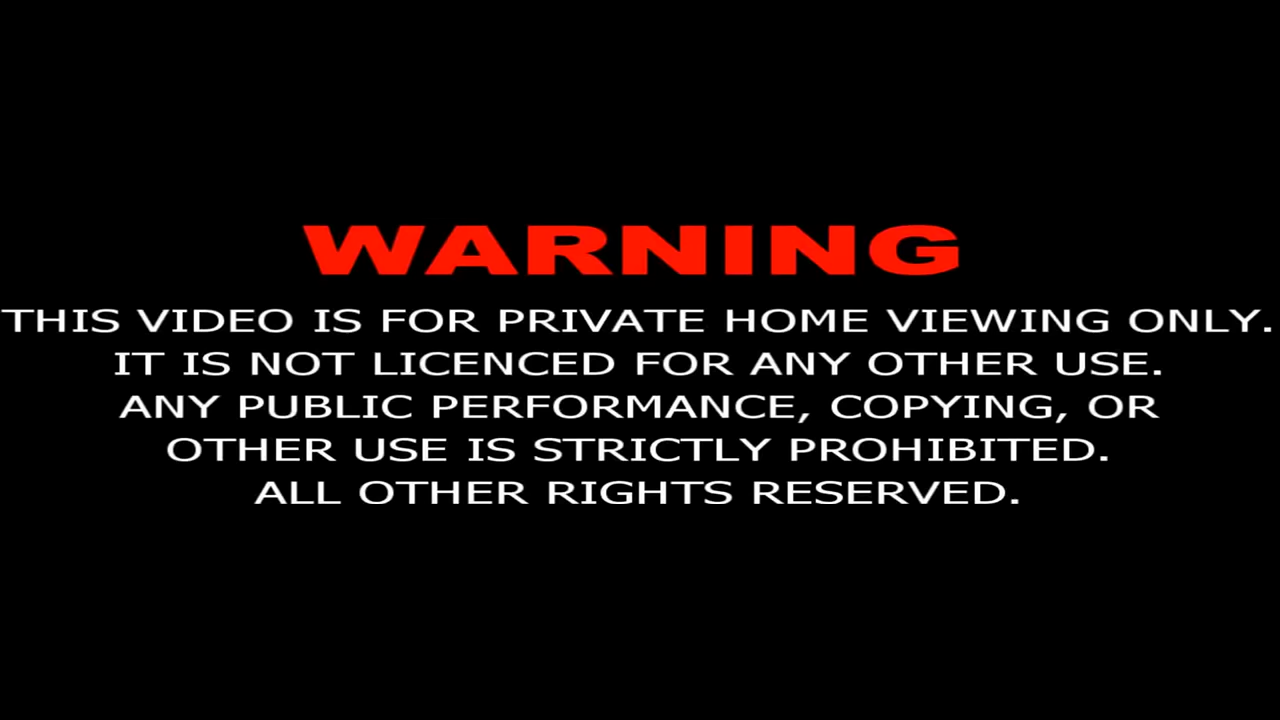 WARNING
THIS VIDEO IS FOR PRIVATE HOME VIEWING ONLY.
IT IS NOT LICENCED FOR ANY OTHER USE.
ANY PUBLIC PERFORMANCE, COPYING, OR
OTHER USE IS STRICTLY PROHIBITED.
ALL OTHER RIGHTS RESERVED.